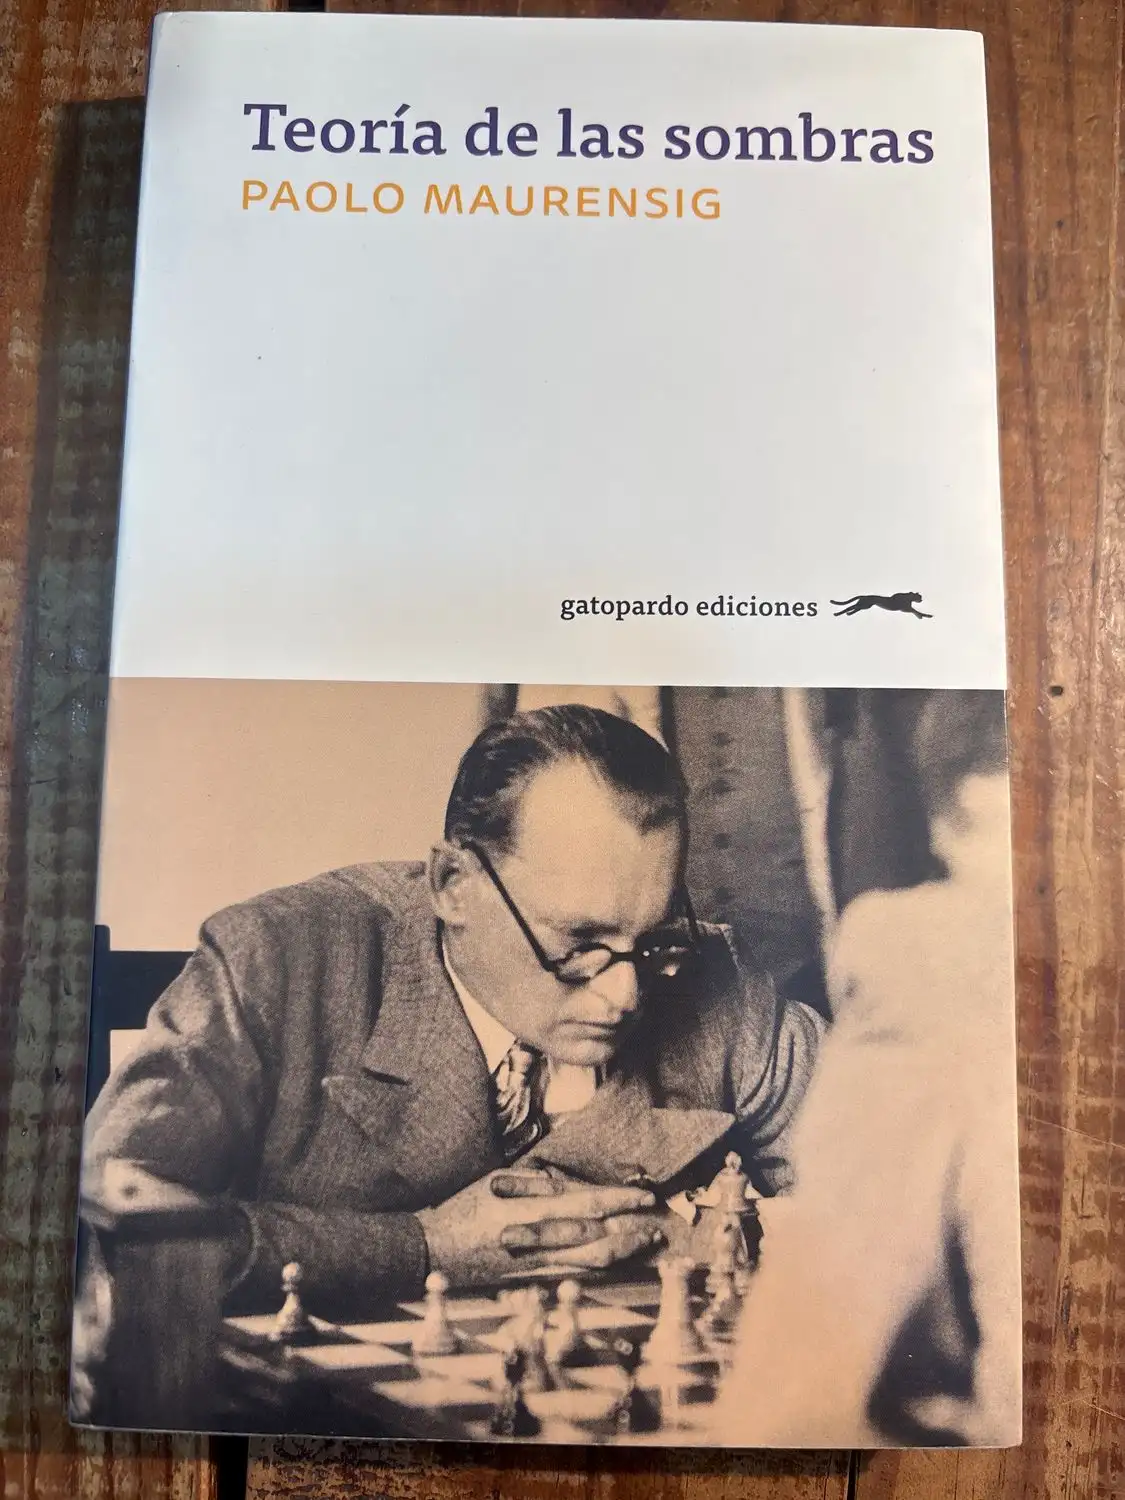 Teoría de las sombras
PAOLO MAURENSIG
gatopardo ediciones